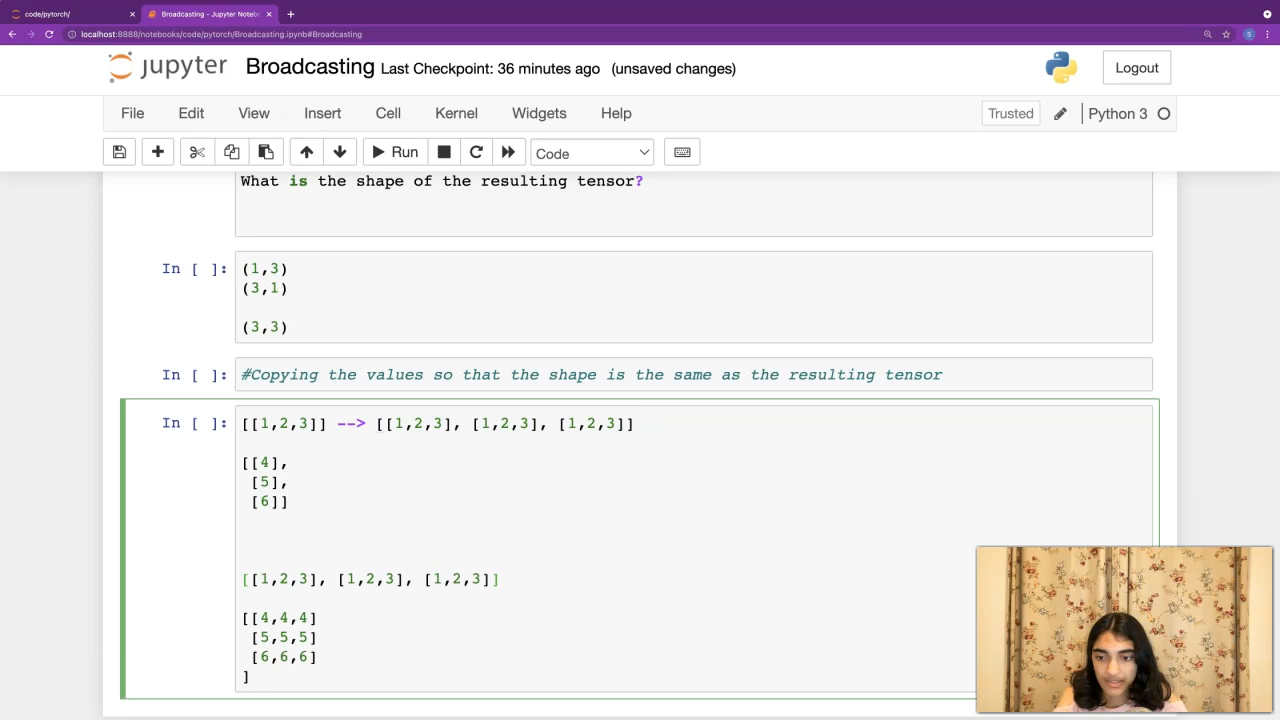 code/pytorch/
Broadcasting - Jupyter Noteb
localhost:8888/notebooks/code/pytorch/Broadcasting.ipynb#Broadcasting
S
jupyter Broadcasting Last Checkpoint: 36 minutes ago (unsaved changes)
Logout
File Edit View Insert Cell Kernel Widgets Help
Trusted
Python 3
Run
Code
What is the shape of the resulting tensor?
In [ ]:
(1,3)
(3,1)
(3,3)
In [ ]:
#Copying the values so that the shape is the same as the resulting tensor
In [ ]:
[[1,2,3]] --> [[1,2,3], [1,2,3], [1,2,3]]
[[4],
[5],
[6]]
[[1,2,3], [1,2,3], [1,2,3]]
[[4,4,4]
[5,5,5]
[6,6,6]
]